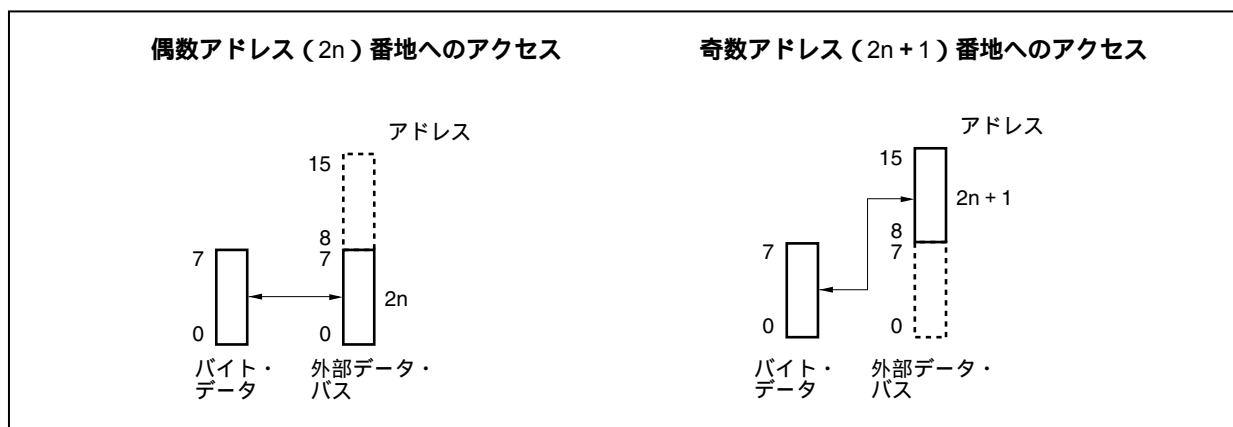 偶数アドレス(2n)番地へのアクセス
アドレス
15
8
7
7
2n
0
0
バイト・
データ
外部データ・
バス
奇数アドレス(2n + 1)番地へのアクセス
アドレス
15
2n + 1
8
7
7
0
0
バイト・
データ
外部データ・
バス